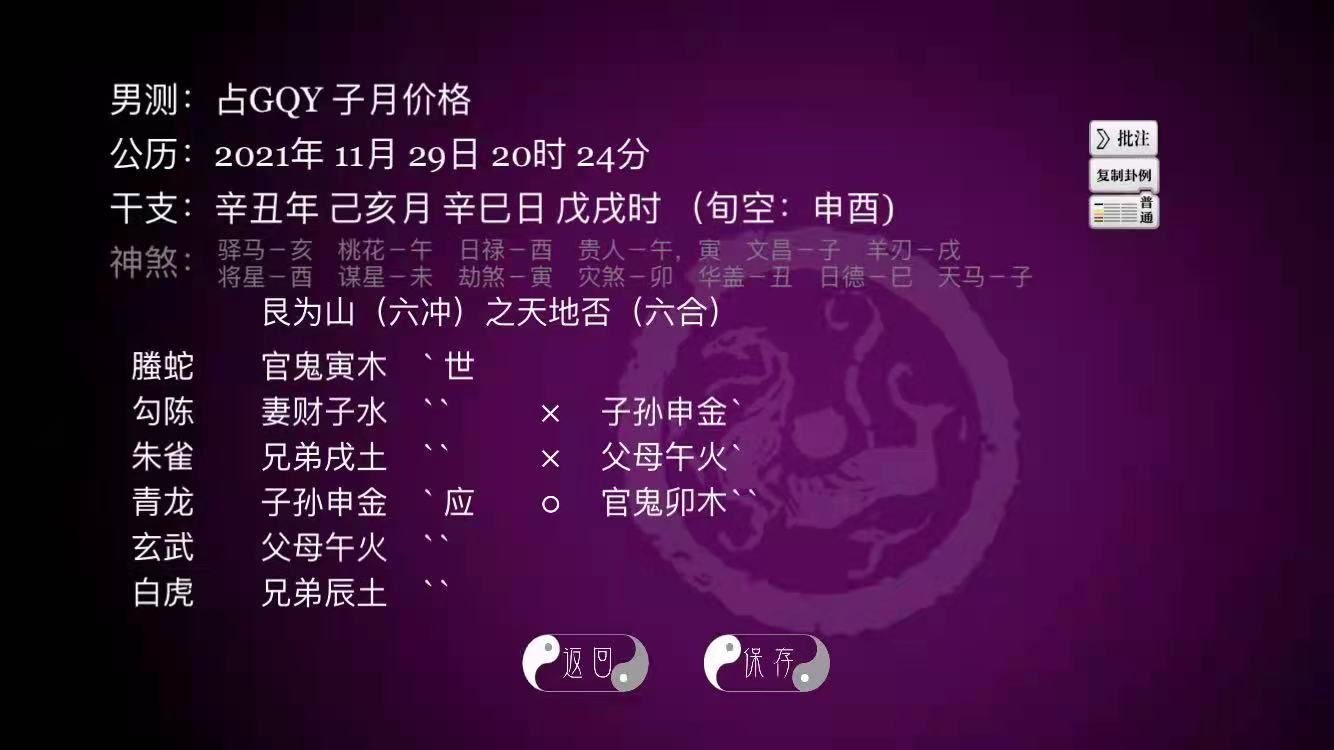 男测：占GQY 子月价格
公历：2021年 11月 29日 20时 24分
干支：辛丑年 己亥月 辛巳日 戊戌时 （旬空：申酉)
神煞：驿马－亥 桃花－午 日禄－酉 贵人－午，寅 文昌－子 羊刃－戌
将星－酉 谋星－未 劫煞－寅 灾煞－卯 华盖－丑 日德－巳 天马－子
艮为山（六冲）之天地否（六合）
螣蛇 官鬼寅木 ` 世
勾陈 妻财子水 `` × 子孙申金`
朱雀 兄弟戌土 `` × 父母午火`
青龙 子孙申金 ` 应 ○ 官鬼卯木``
玄武 父母午火 ``
白虎 兄弟辰土 ``
批注
复制卦例
普通
返回 保存